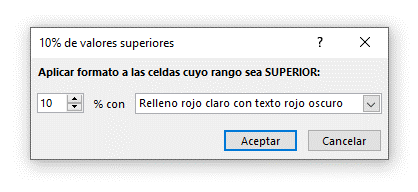 10% de valores superiores ? ×
Aplicar formato a las celdas cuyo rango sea SUPERIOR:
10 % con Relleno rojo claro con texto rojo oscuro
Aceptar Cancelar